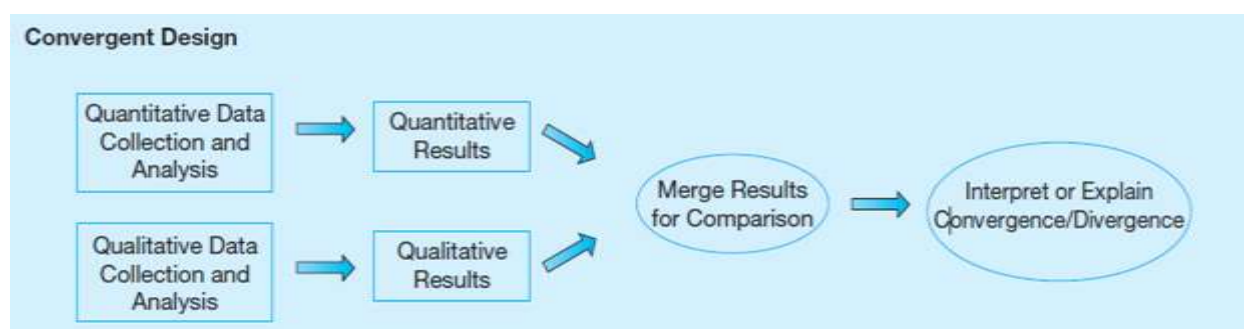 Convergent Design
Quantitative Data
Collection and
Analysis
Quantitative
Results
Qualitative Data
Collection and
Analysis
Qualitative
Results
Merge Results
for Comparison
Interpret or Explain
Convergence/Divergence